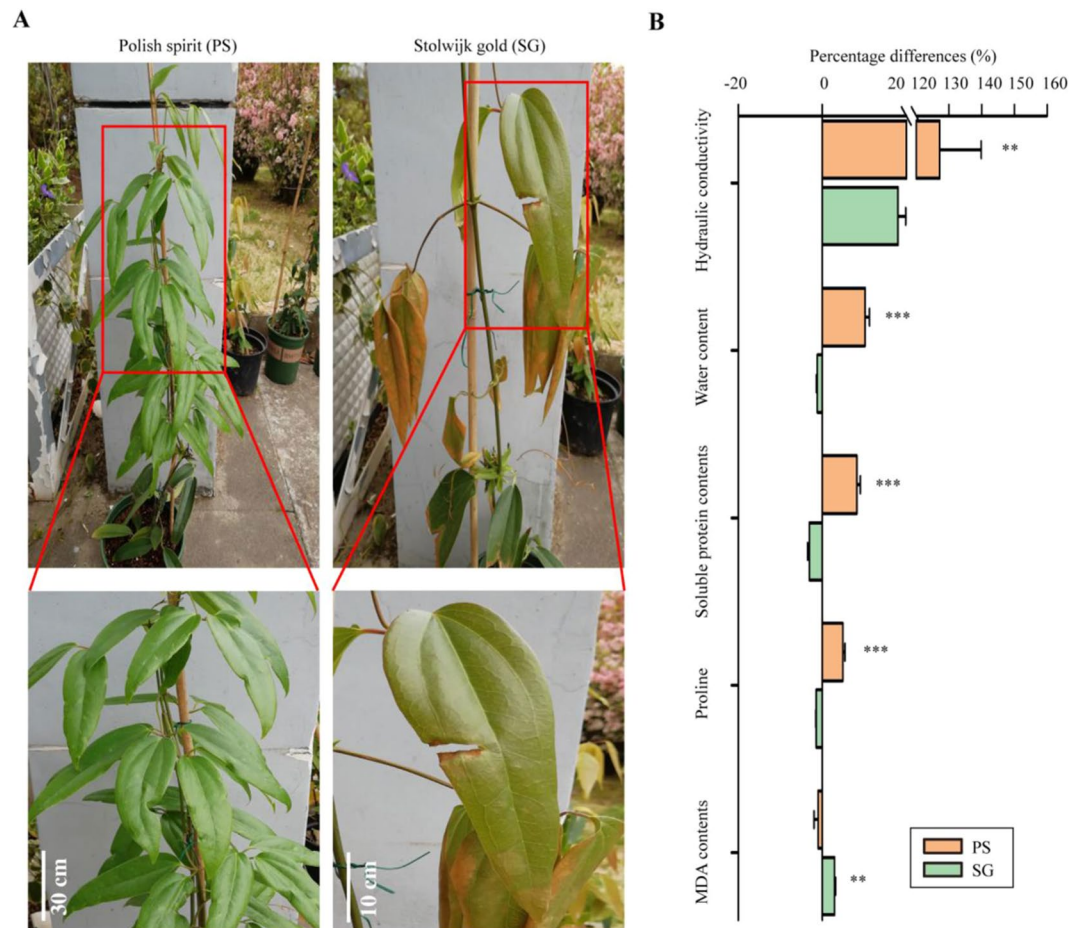 A
Polish spirit (PS)
Stolwijk gold (SG)
30 cm
10 cm
B
Percentage differences (%)
-20
0
20
120
130
140
150
160
Hydraulic conductivity
**
Water content
***
Soluble protein contents
***
Proline
***
MDA contents
**
PS
SG